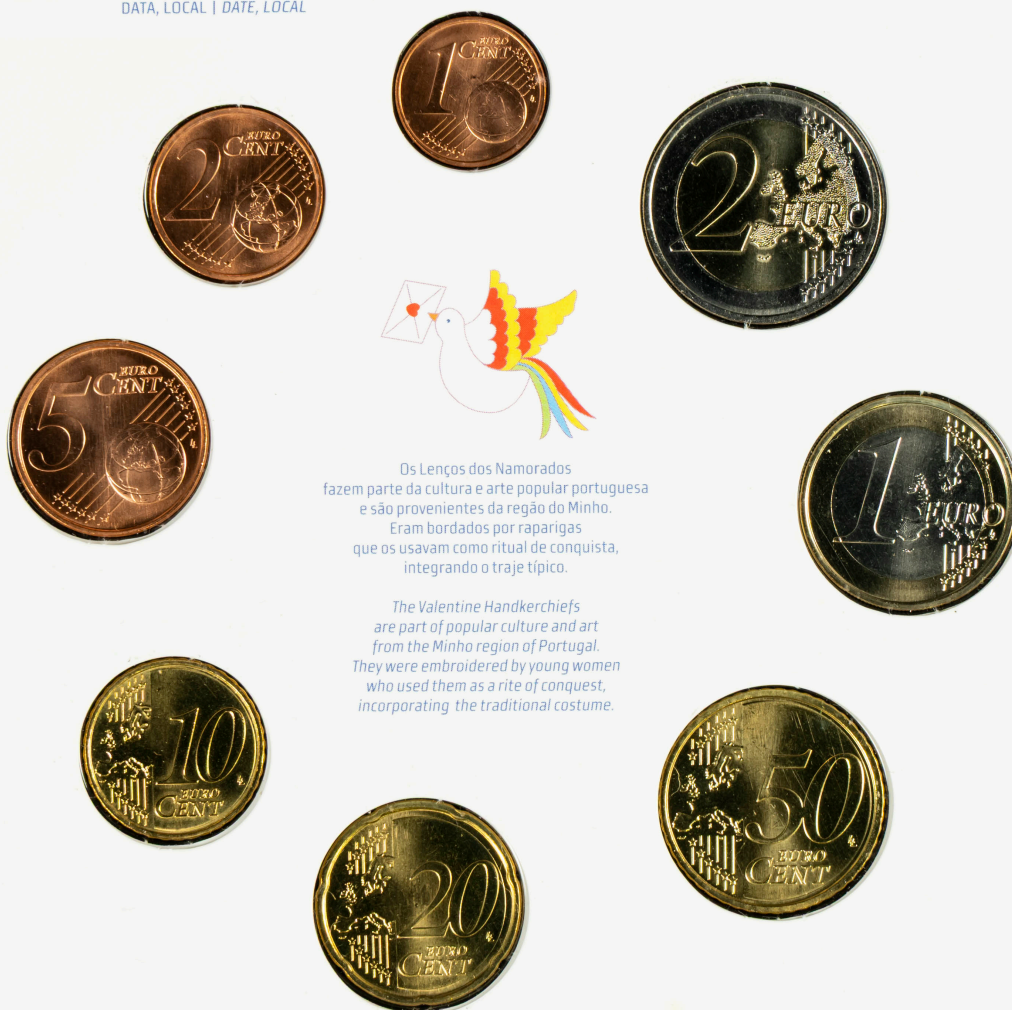 DATA, LOCAL | DATE, LOCAL
1 EURO CENT
2 EURO CENT
2 EURO
5 EURO CENT
1 EURO
Os Lenços dos Namorados
fazem parte da cultura e arte popular portuguesa
e são provenientes da regão do Minho.
Eram bordados por raparigas
que os usavam como ritual de conquista,
integrando o traje típico.
The Valentine Handkerchiefs
are part of popular culture and art
from the Minho region of Portugal.
They were embroidered by young women
who used them as a rite of conquest,
incorporating the traditional costume.
10 EURO CENT
50 EURO CENT
20 EURO CENT